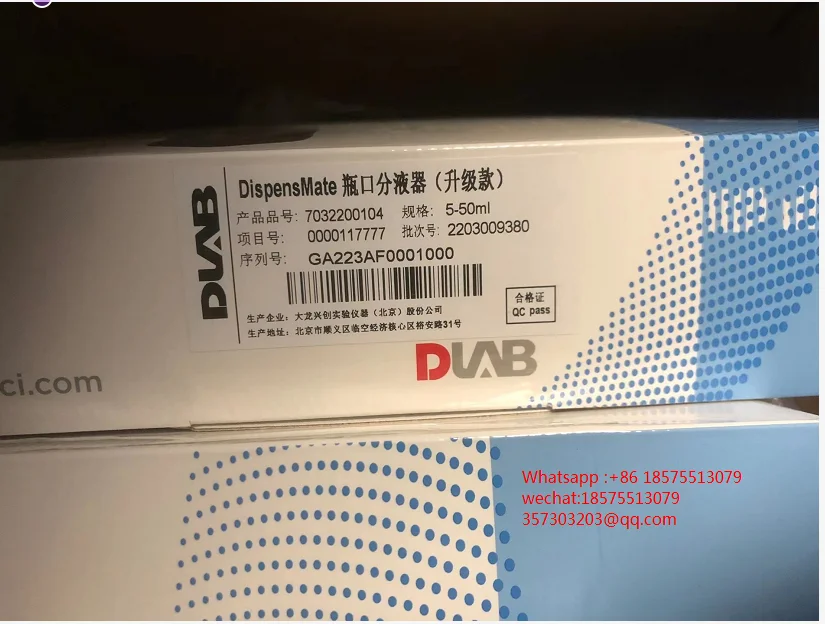 DLAB
DispensMate 瓶口分液器（升级款）
产品品号: 7032200104 规格: 5-50ml
项目号: 0000117777 批次号: 2203009380
序列号: GA223AF0001000
合格证
QC pass
生产企业: 大龙兴创实验仪器（北京）股份公司
生产地址: 北京市顺义区临空经济核心区裕安路31号
DLAB
ci.com
Whatsapp :+86 18575513079
wechat:18575513079
357303203@qq.com